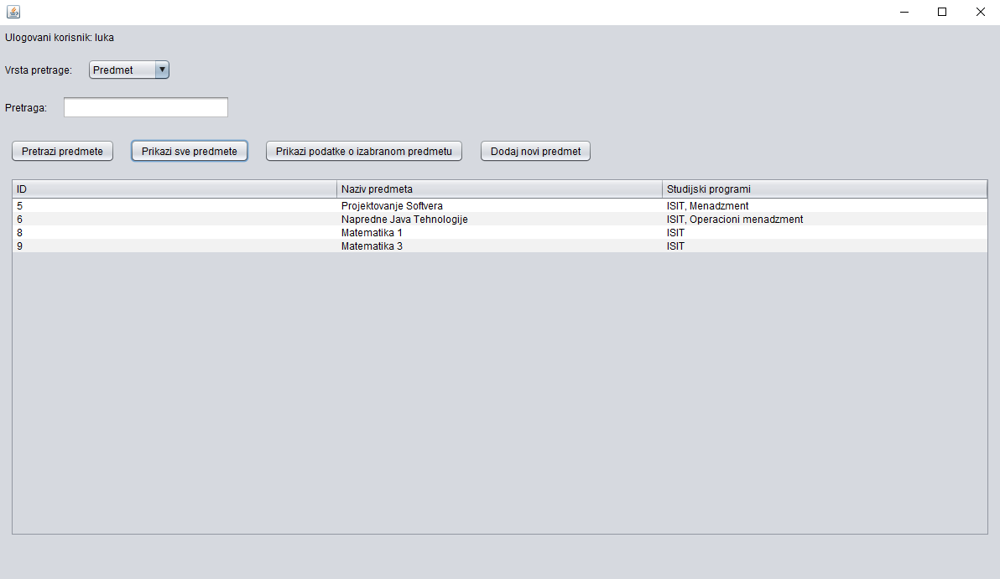 Ulogovani korisnik: luka
Vrsta pretrage: Predmet
Pretraga:
Pretrazi predmete Prikazi sve predmete Prikazi podatke o izabranom predmetu Dodaj novi predmet
ID Naziv predmeta Studijski programi
5 Projektovanje Softvera ISIT, Menadzment
6 Napredne Java Tehnologije ISIT, Operacioni menadzment
8 Matematika 1 ISIT
9 Matematika 3 ISIT